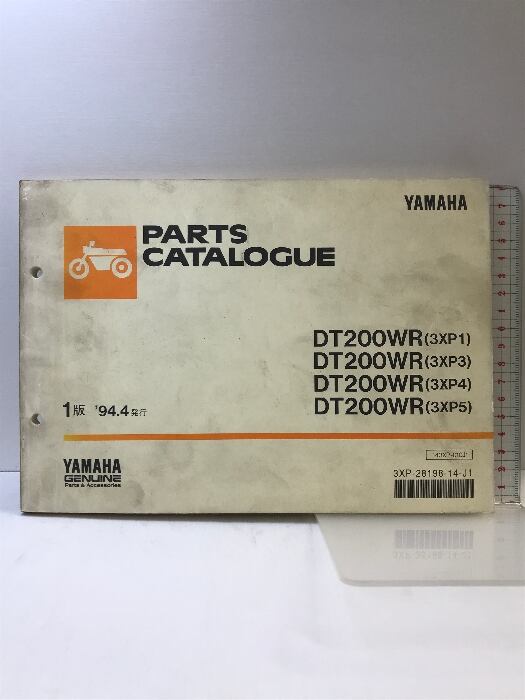 YAMAHA
PARTS
CATALOGUE
DT200WR(3XP1)
DT200WR(3XP3)
DT200WR(3XP4)
DT200WR(3XP5)
1版 '94.4発行
YAMAHA
GENUINE
Parts & Accessories
3XP-28198-14-J1